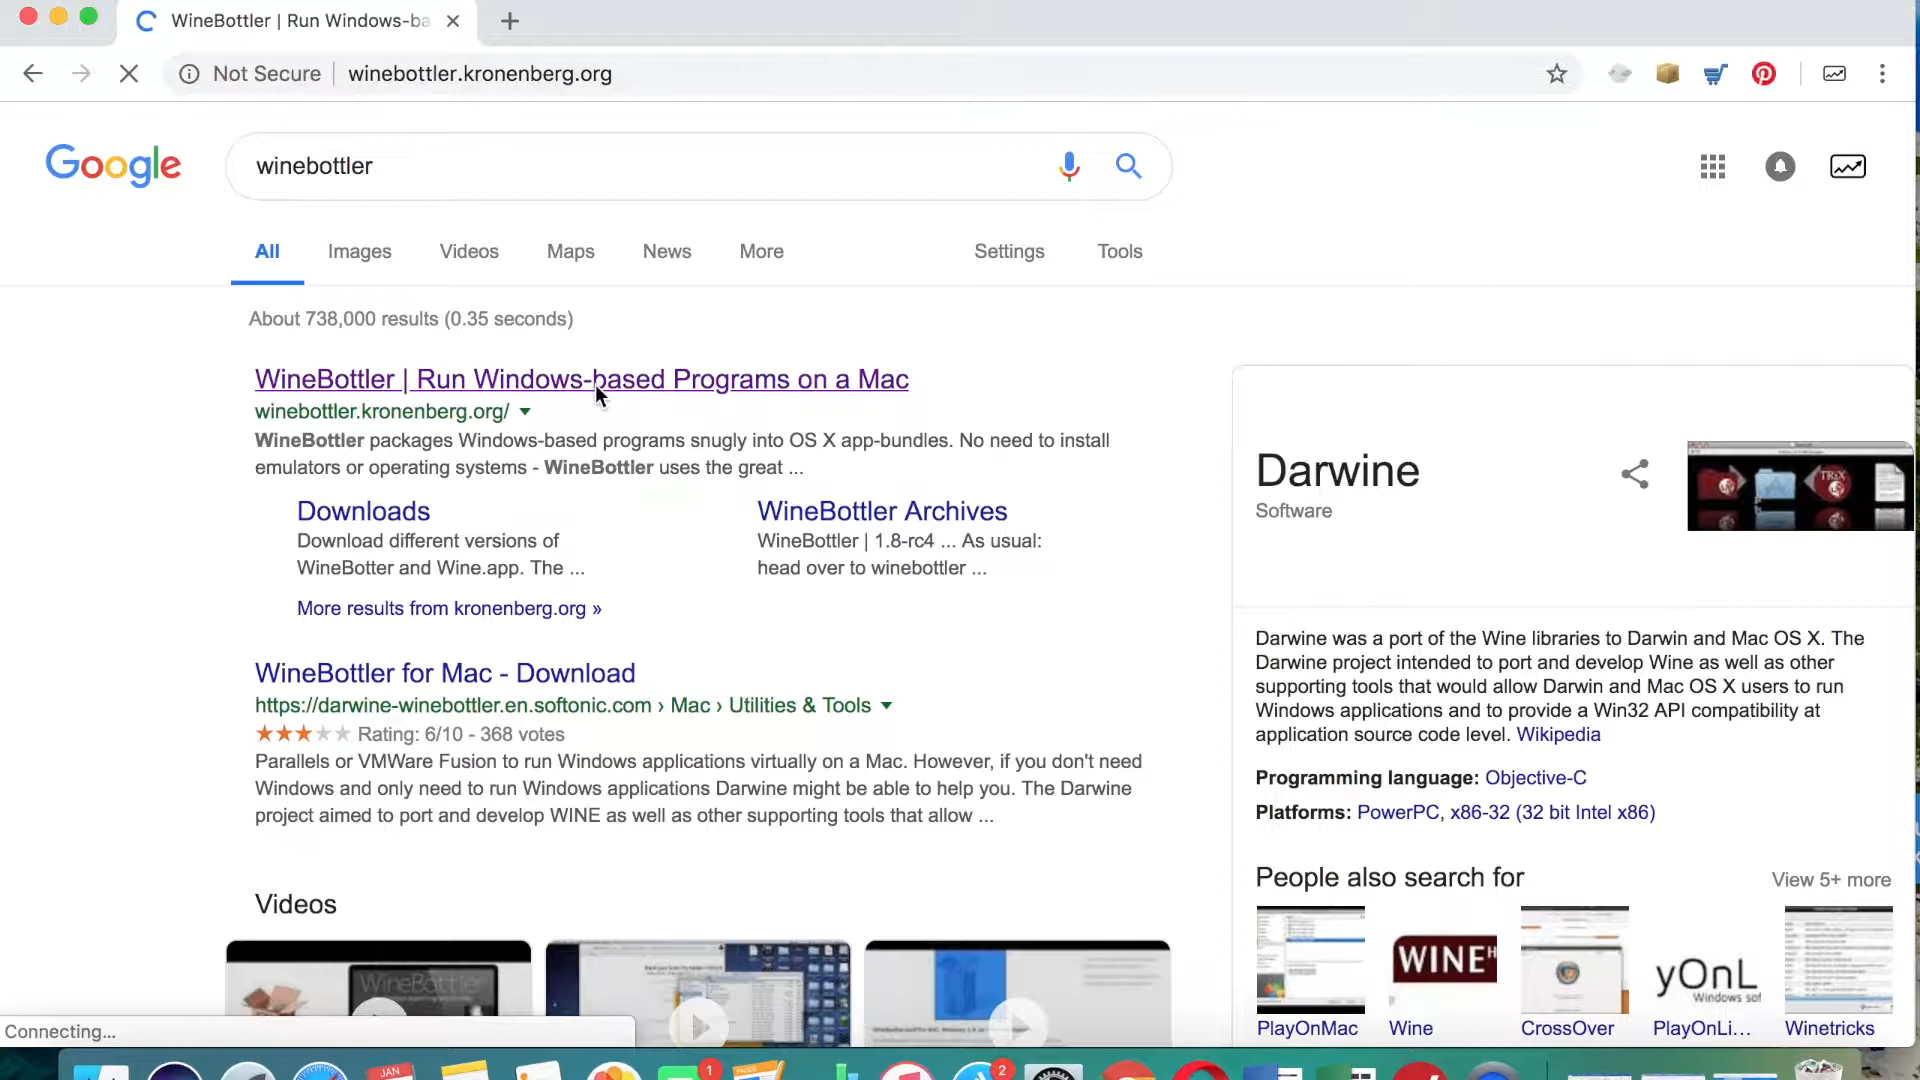 WineBottler | Run Windows-ba
Not Secure winebottler.kronenberg.org
Google winebottler
All Images Videos Maps News More Settings Tools
About 738,000 results (0.35 seconds)
WineBottler | Run Windows-based Programs on a Mac
winebottler.kronenberg.org/
WineBottler packages Windows-based programs snugly into OS X app-bundles. No need to install
emulators or operating systems - WineBottler uses the great ...
Downloads
Download different versions of
WineBotter and Wine.app. The ...
WineBottler Archives
WineBottler | 1.8-rc4 ... As usual:
head over to winebottler ...
More results from kronenberg.org »
WineBottler for Mac - Download
https://darwine-winebottler.en.softonic.com › Mac › Utilities & Tools
Rating: 6/10 - 368 votes
Parallels or VMWare Fusion to run Windows applications virtually on a Mac. However, if you don't need
Windows and only need to run Windows applications Darwine might be able to help you. The Darwine
project aimed to port and develop WINE as well as other supporting tools that allow ...
Videos
WineBottler
Darwine
Software
TRiX
Darwine was a port of the Wine libraries to Darwin and Mac OS X. The
Darwine project intended to port and develop Wine as well as other
supporting tools that would allow Darwin and Mac OS X users to run
Windows applications and to provide a Win32 API compatibility at
application source code level. Wikipedia
Programming language: Objective-C
Platforms: PowerPC, x86-32 (32 bit Intel x86)
People also search for
View 5+ more
WINE
yOnL
Windows sof
PlayOnMac Wine CrossOver PlayOnLi... Winetricks
Connecting...
JAN
1
PAGES
2